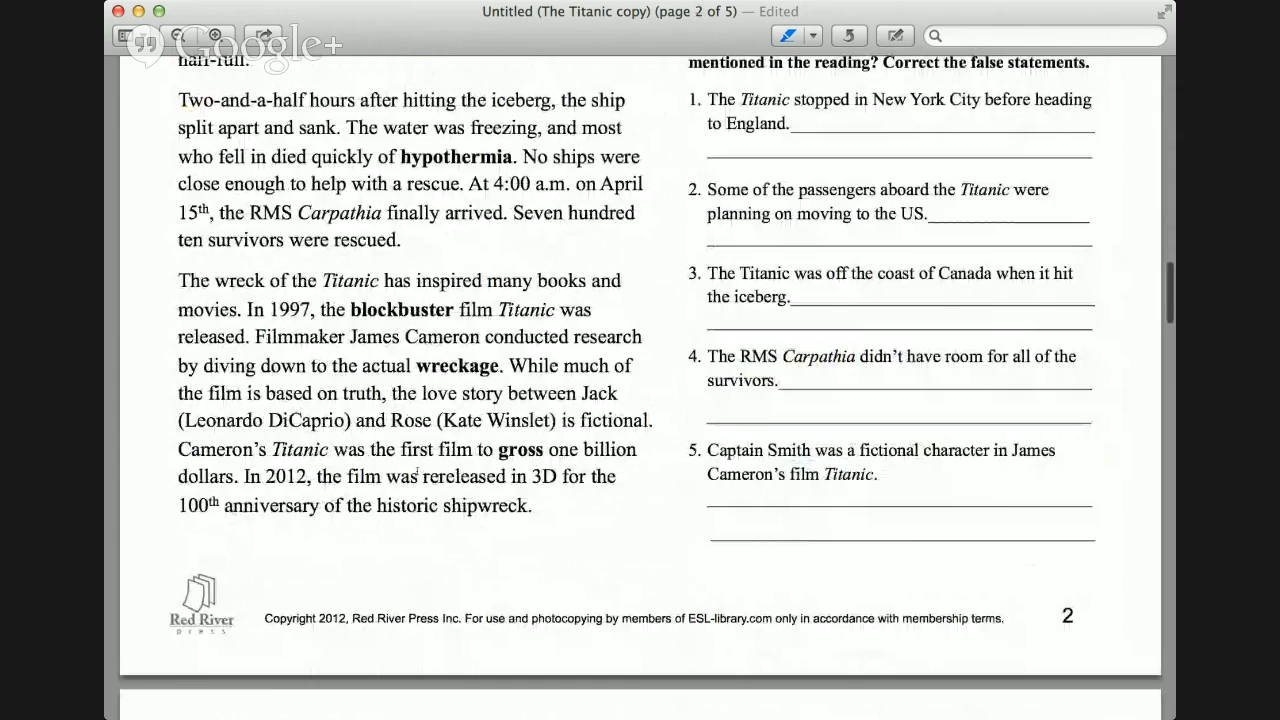 Untitled (The Titanic copy) (page 2 of 5) — Edited
Google+
half-full.
Two-and-a-half hours after hitting the iceberg, the ship
split apart and sank. The water was freezing, and most
who fell in died quickly of hypothermia. No ships were
close enough to help with a rescue. At 4:00 a.m. on April
15th, the RMS Carpathia finally arrived. Seven hundred
ten survivors were rescued.
The wreck of the Titanic has inspired many books and
movies. In 1997, the blockbuster film Titanic was
released. Filmmaker James Cameron conducted research
by diving down to the actual wreckage. While much of
the film is based on truth, the love story between Jack
(Leonardo DiCaprio) and Rose (Kate Winslet) is fictional.
Cameron's Titanic was the first film to gross one billion
dollars. In 2012, the film was rereleased in 3D for the
100th anniversary of the historic shipwreck.
mentioned in the reading? Correct the false statements.
1. The Titanic stopped in New York City before heading
to England.
2. Some of the passengers aboard the Titanic were
planning on moving to the US.
3. The Titanic was off the coast of Canada when it hit
the iceberg.
4. The RMS Carpathia didn't have room for all of the
survivors.
5. Captain Smith was a fictional character in James
Cameron's film Titanic.
Red River
press
Copyright 2012, Red River Press Inc. For use and photocopying by members of ESL-library.com only in accordance with membership terms.
2